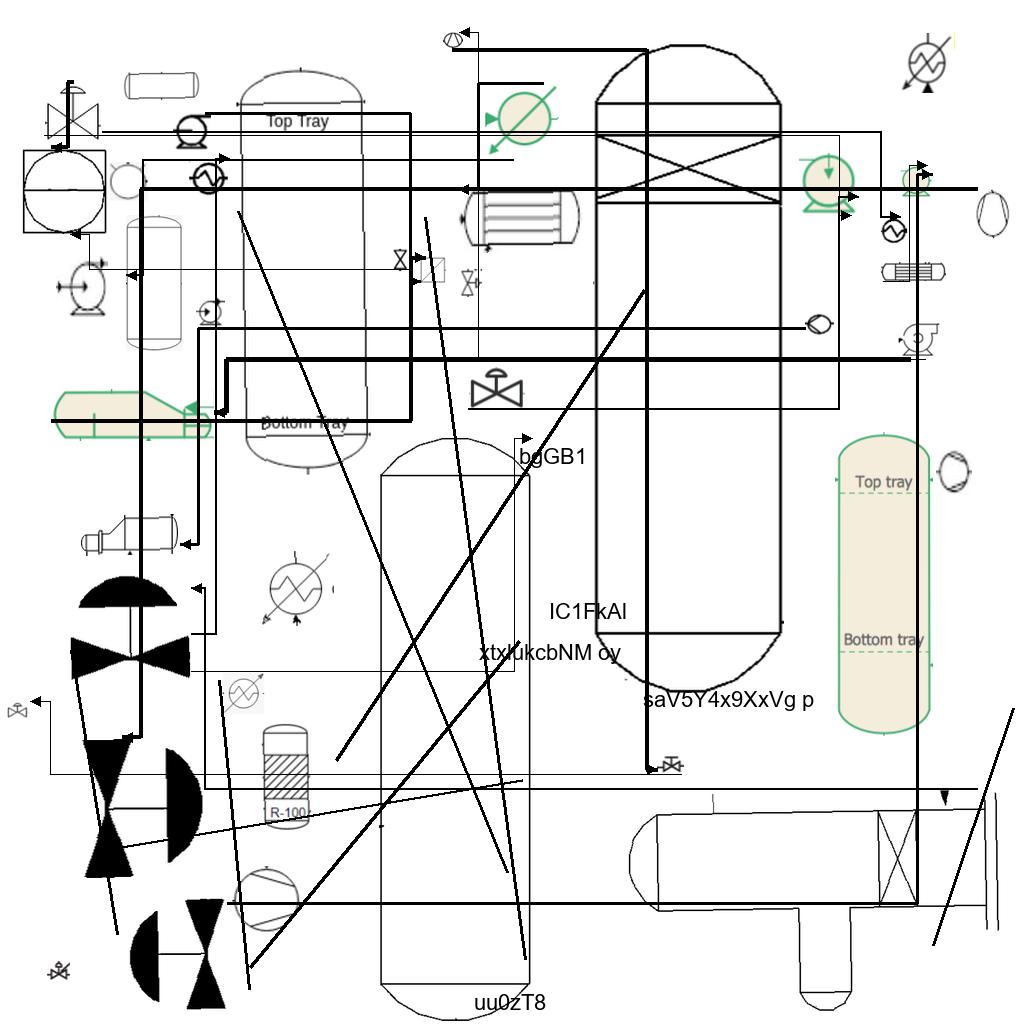 Top Tray
Bottom Tray
bgGB1
Top tray
IC1FkAl
Bottom tray
xtxlukcbNM oy
saV5Y4x9XxVg p
R-100
uu0zT8